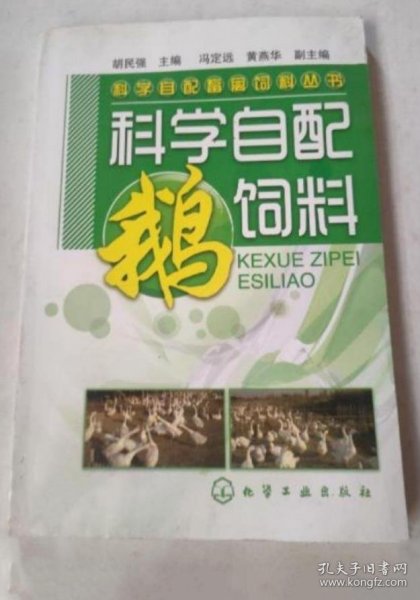 胡民强 主编 冯定远 黄燕华 副主编
科学自配畜禽饲料丛书
科学自配
鹅饲料
KEXUE ZIPEI
ESILIAO
化学工业出版社
孔夫子旧书网
www.kongfz.com